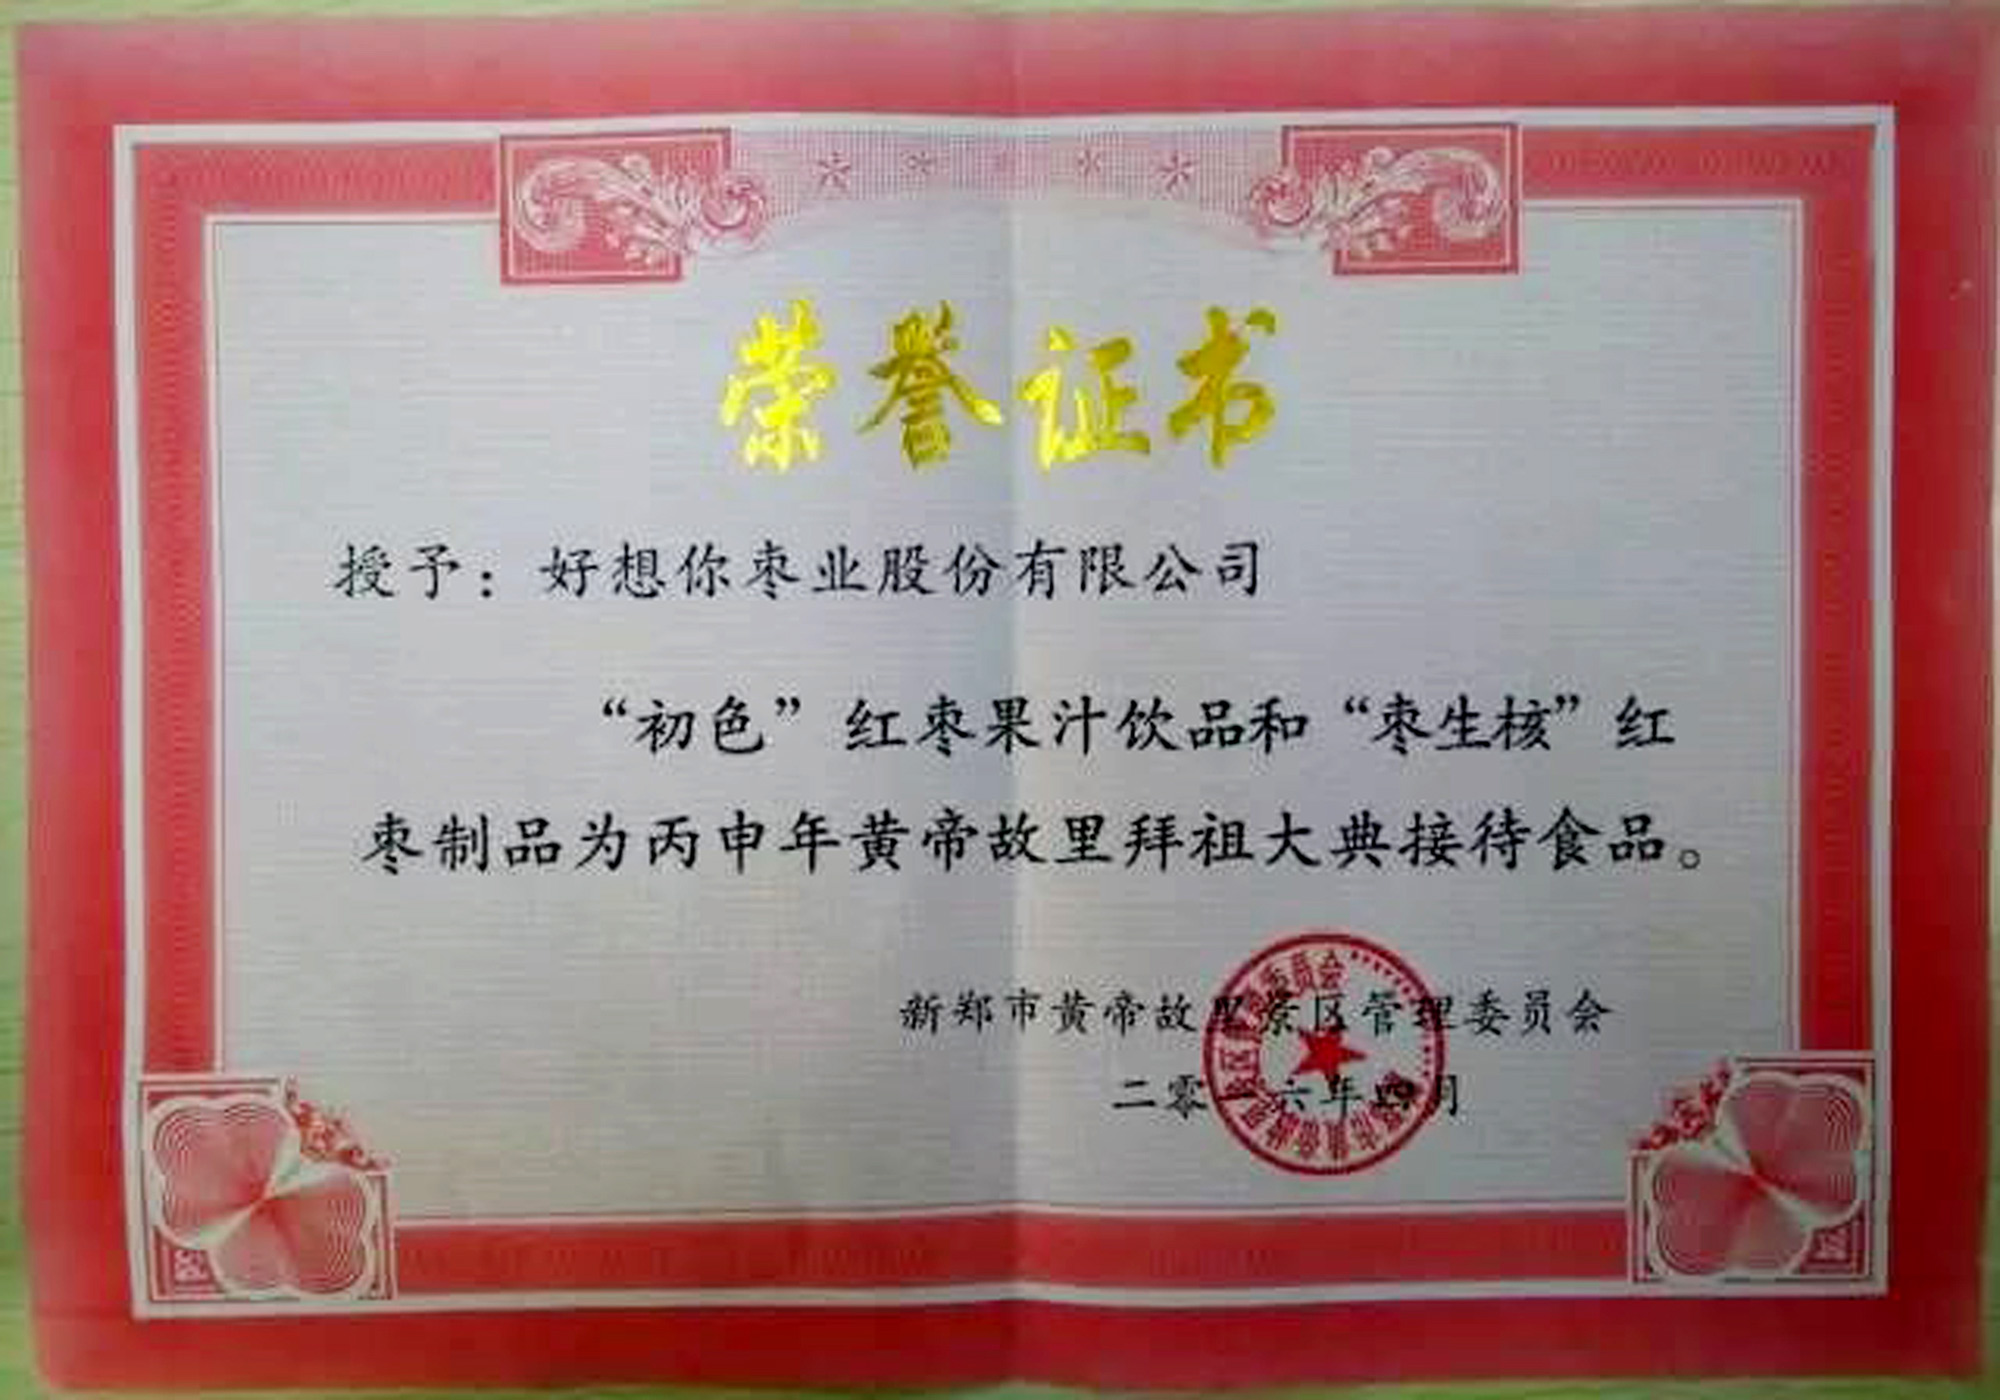 荣誉证书
授予：好想你枣业股份有限公司
“初色”红枣果汁饮品和“枣生核”红
枣制品为丙申年黄帝故里拜祖大典接待食品。
新郑市黄帝故里景区管理委员会
二零一六年四月